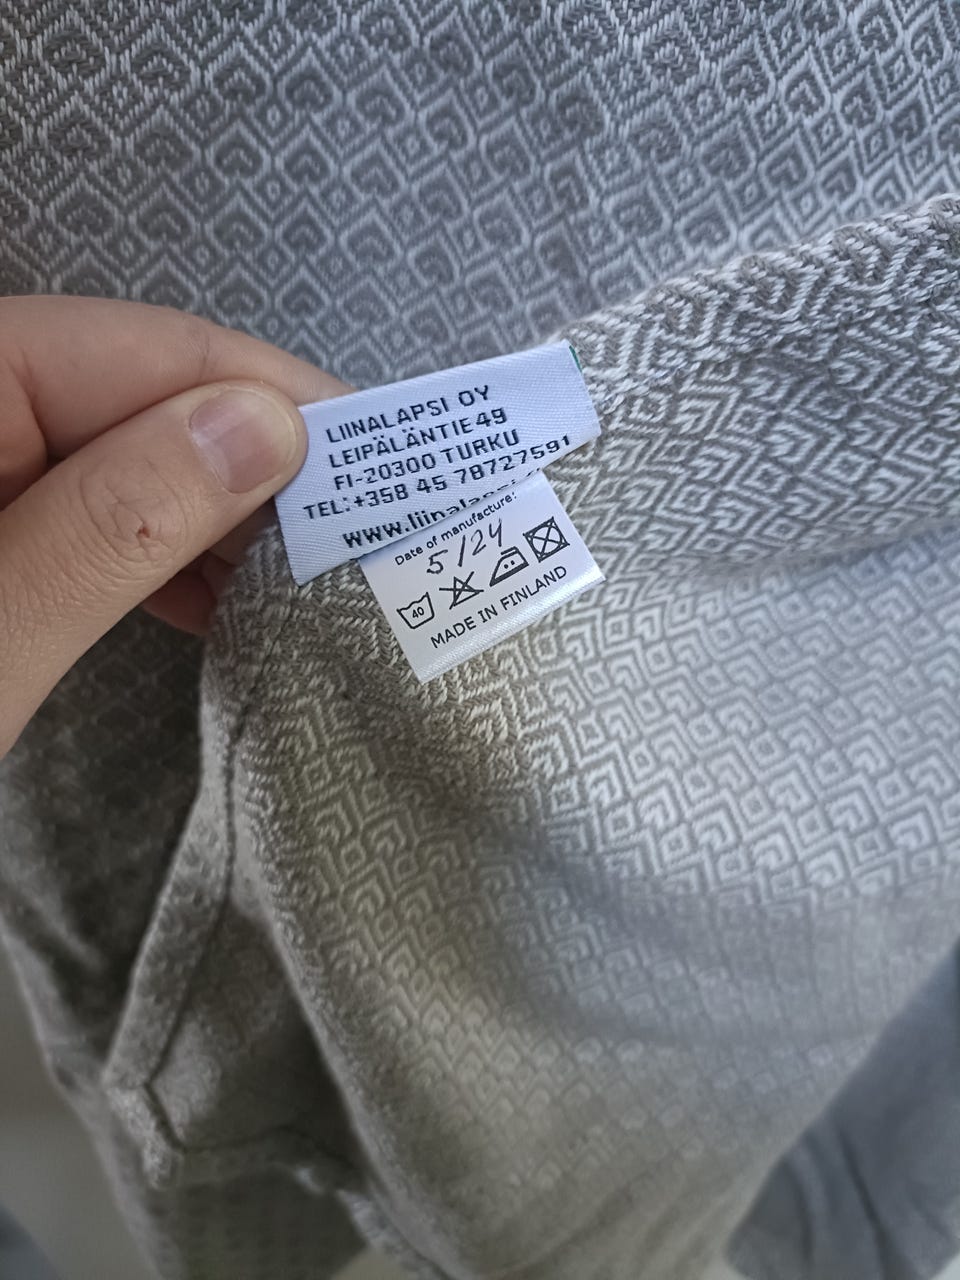 LIINALAPSI OY
LEIPÄLÄNTIE 49
FI-20300 TURKU
TEL:+358 45 78727591
Date of manufacture:
5/24
40
MADE IN FINLAND